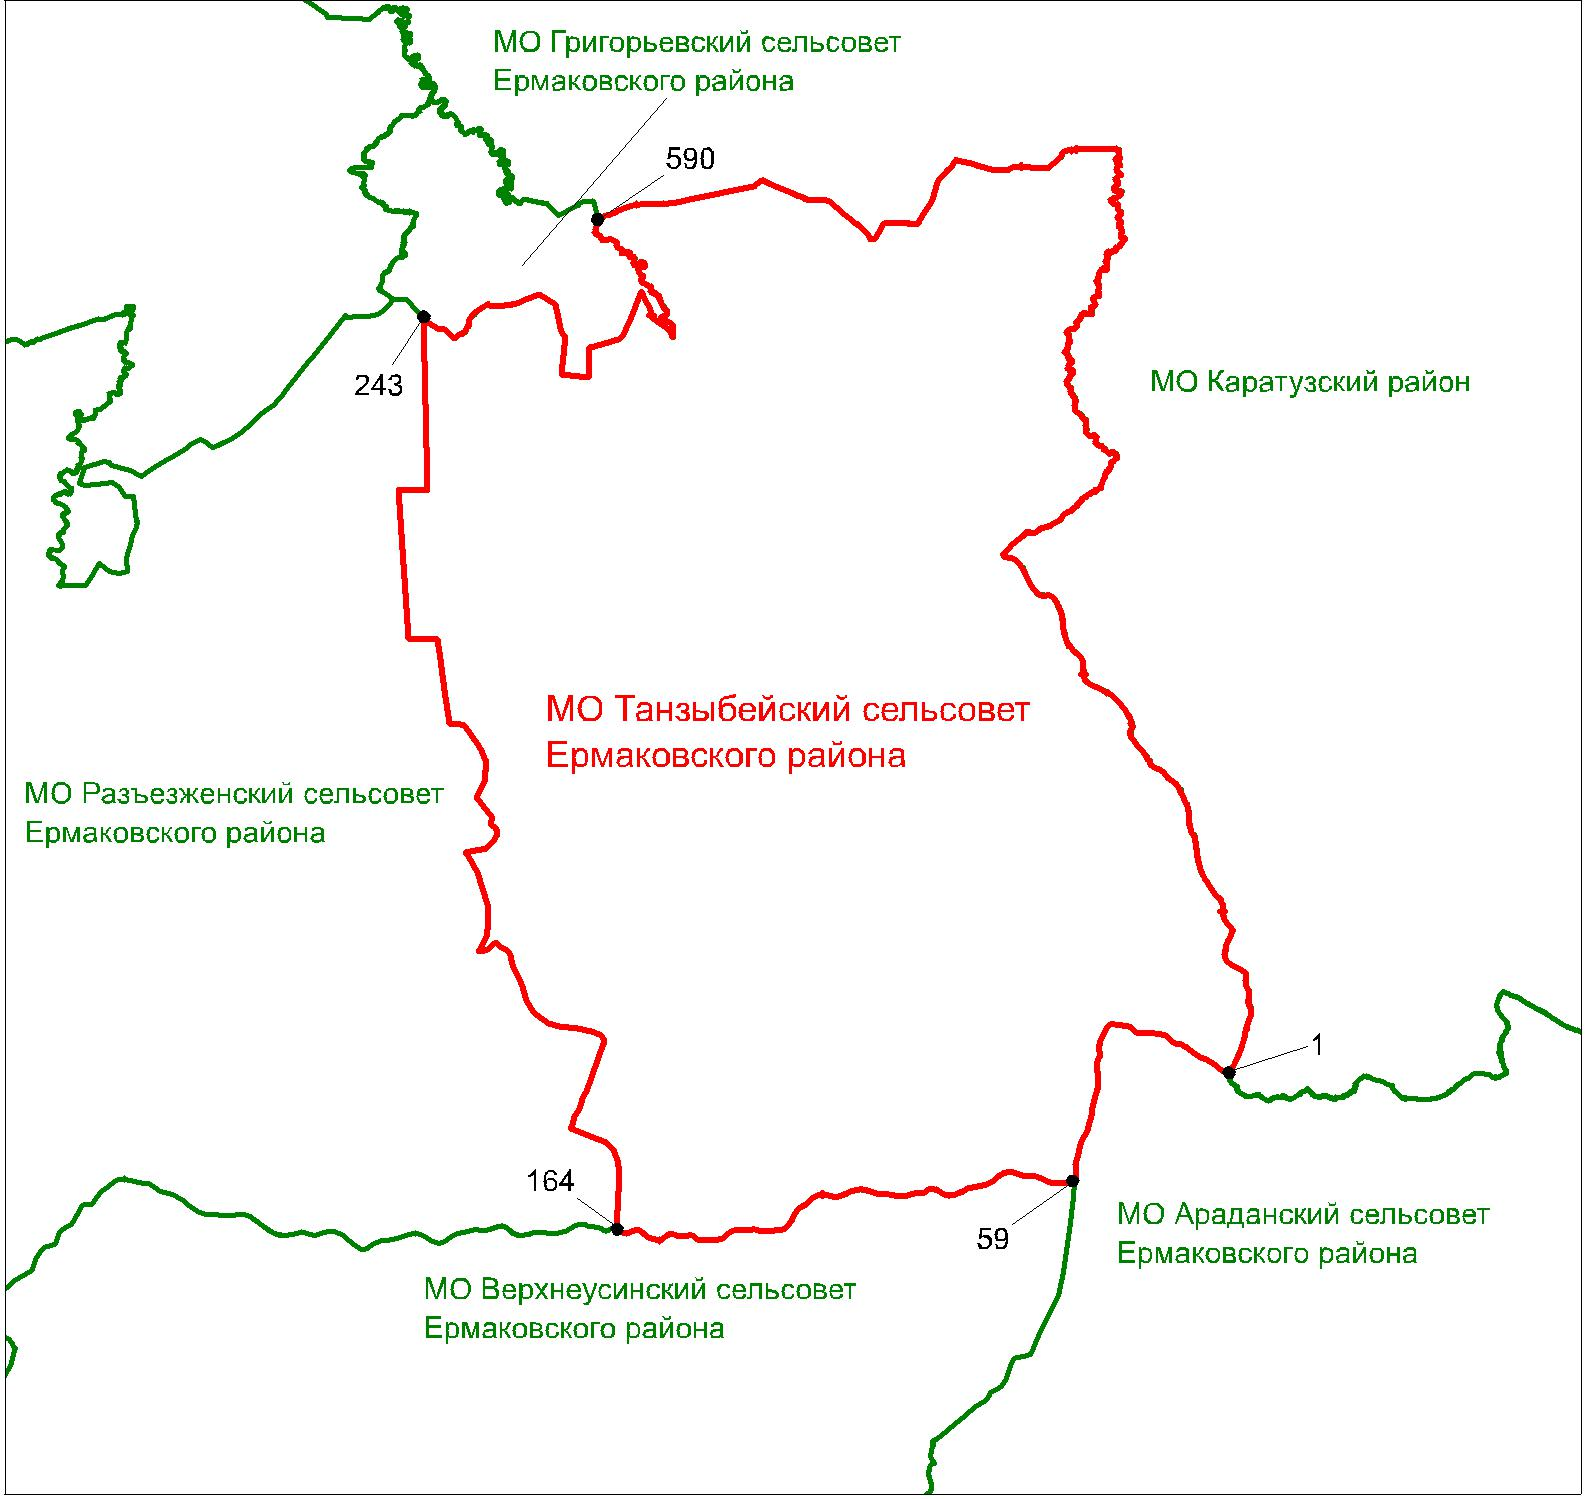 МО Григорьевский сельсовет
Ермаковского района
590
243
МО Каратузский район
МО Танзыбейский сельсовет
Ермаковского района
МО Разъезженский сельсовет
Ермаковского района
1
164
59
МО Араданский сельсовет
Ермаковского района
МО Верхнеусинский сельсовет
Ермаковского района